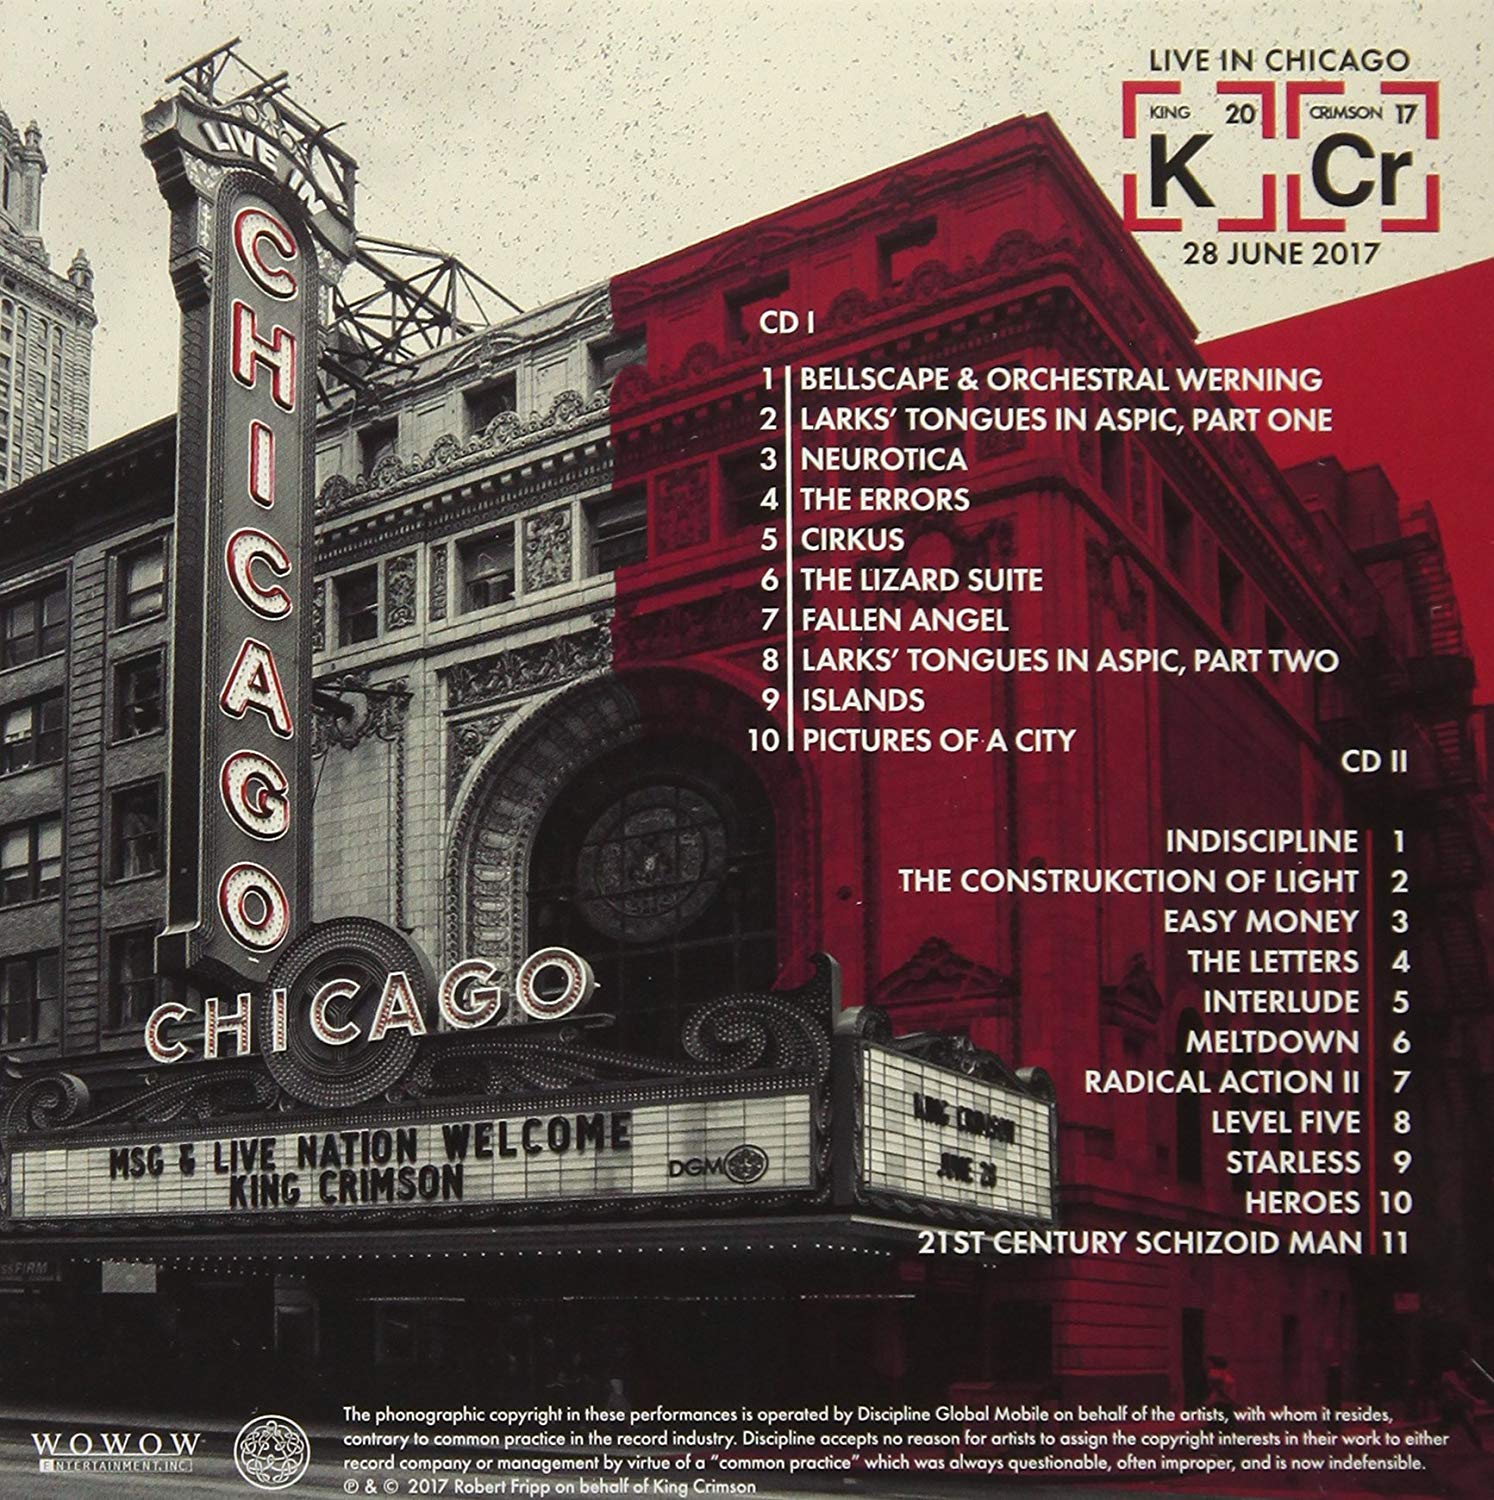 LIVE IN CHICAGO
KING 20 CRIMSON 17
K Cr
28 JUNE 2017
LIVE IN
CHICAGO
CD I
1 BELLSCAPE & ORCHESTRAL WERNING
2 LARKS’ TONGUES IN ASPIC, PART ONE
3 NEUROTICA
4 THE ERRORS
5 CIRKUS
6 THE LIZARD SUITE
7 FALLEN ANGEL
8 LARKS’ TONGUES IN ASPIC, PART TWO
9 ISLANDS
10 PICTURES OF A CITY
CD II
INDISCIPLINE 1
THE CONSTRUKCTION OF LIGHT 2
EASY MONEY 3
THE LETTERS 4
INTERLUDE 5
MELTDOWN 6
RADICAL ACTION II 7
LEVEL FIVE 8
STARLESS 9
HEROES 10
21ST CENTURY SCHIZOID MAN 11
CHICAGO
C
MSG & LIVE NATION WELCOME
KING CRIMSON
DGM
KING CRIMSON
JUNE 28
WOWOW
ENTERTAINMENT, INC.
The phonographic copyright in these performances is operated by Discipline Global Mobile on behalf of the artists, with whom it resides,
contrary to common practice in the record industry. Discipline accepts no reason for artists to assign the copyright interests in their work to either
record company or management by virtue of a “common practice” which was always questionable, often improper, and is now indefensible.
℗ & © 2017 Robert Fripp on behalf of King Crimson